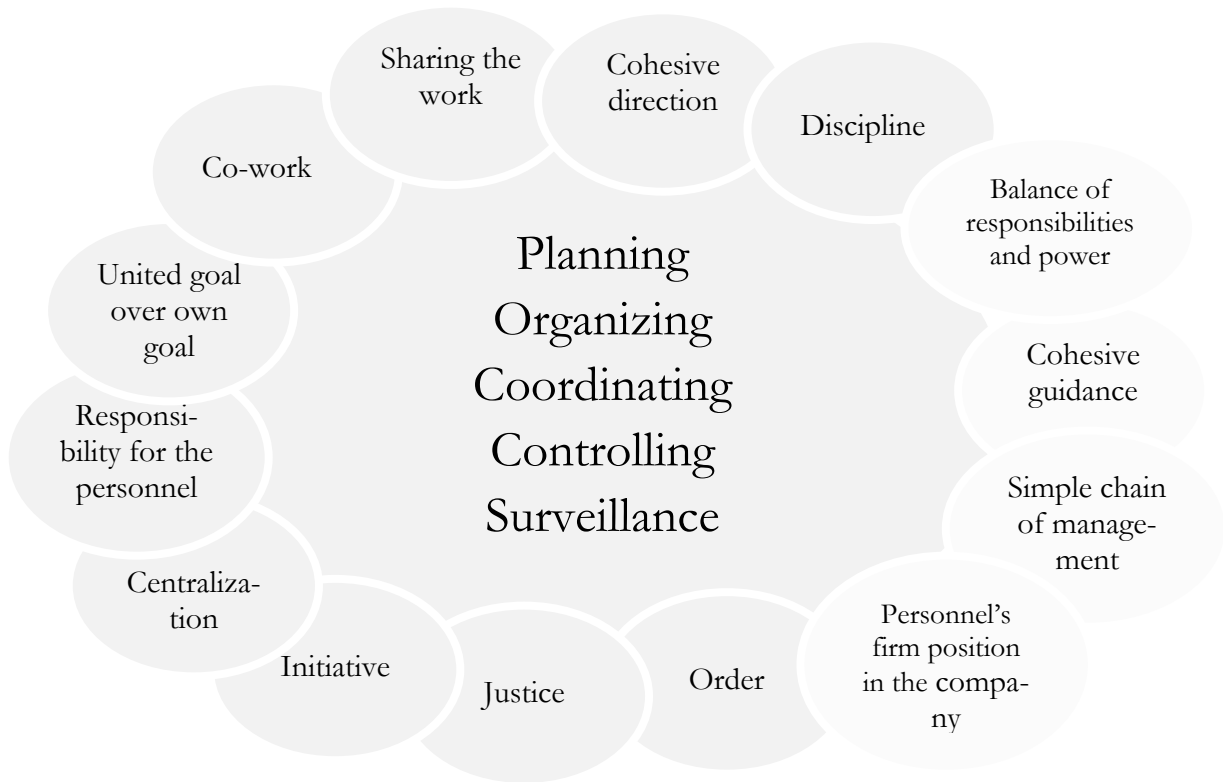 Sharing the
work
Cohesive
direction
Discipline
Balance of
responsibilities
and power
Cohesive
guidance
Simple chain
of manage-
ment
Personnel’s
firm position
in the compa-
ny
Order
Justice
Initiative
Centraliza-
tion
Responsi-
bility for the
personnel
United goal
over own
goal
Co-work
Planning
Organizing
Coordinating
Controlling
Surveillance